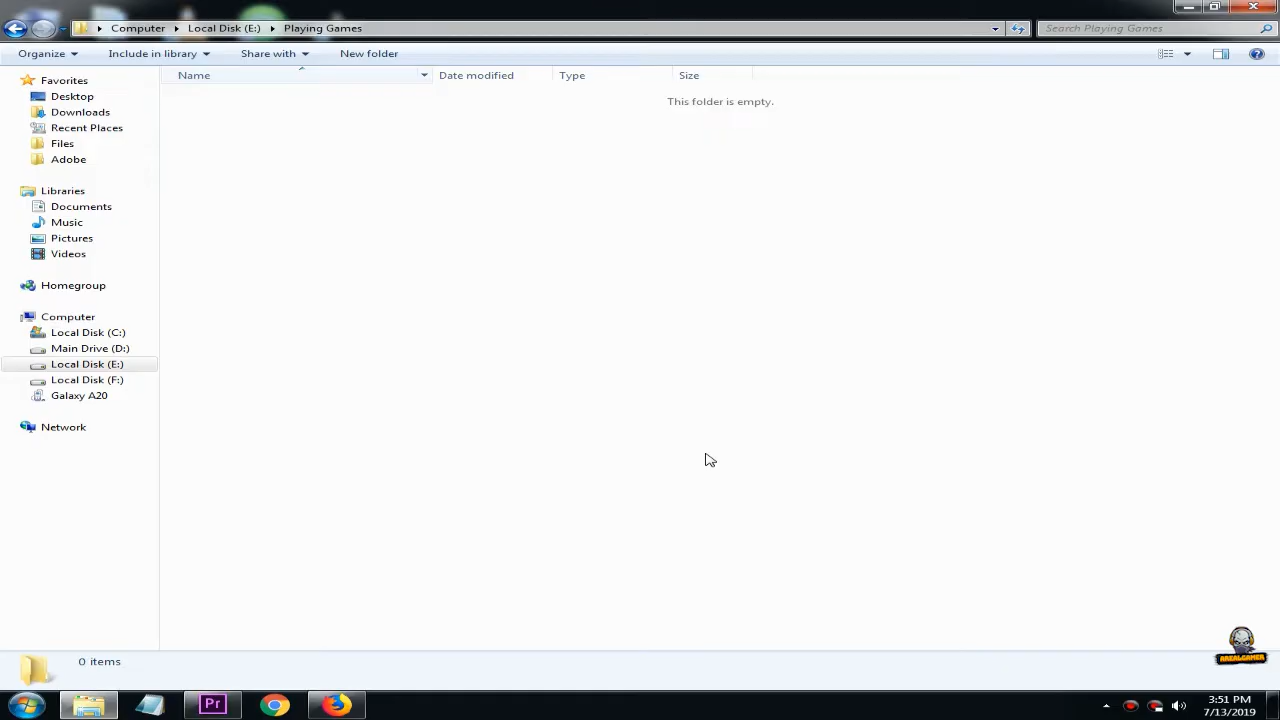 Computer Local Disk (E:) Playing Games Search Playing Games
Organize Include in library Share with New folder
Name Date modified Type Size
This folder is empty.
Favorites
Desktop
Downloads
Recent Places
Files
Adobe
Libraries
Documents
Music
Pictures
Videos
Homegroup
Computer
Local Disk (C:)
Main Drive (D:)
Local Disk (E:)
Local Disk (F:)
Galaxy A20
Network
0 items
AREALGAMER
Pr
3:51 PM
7/13/2019